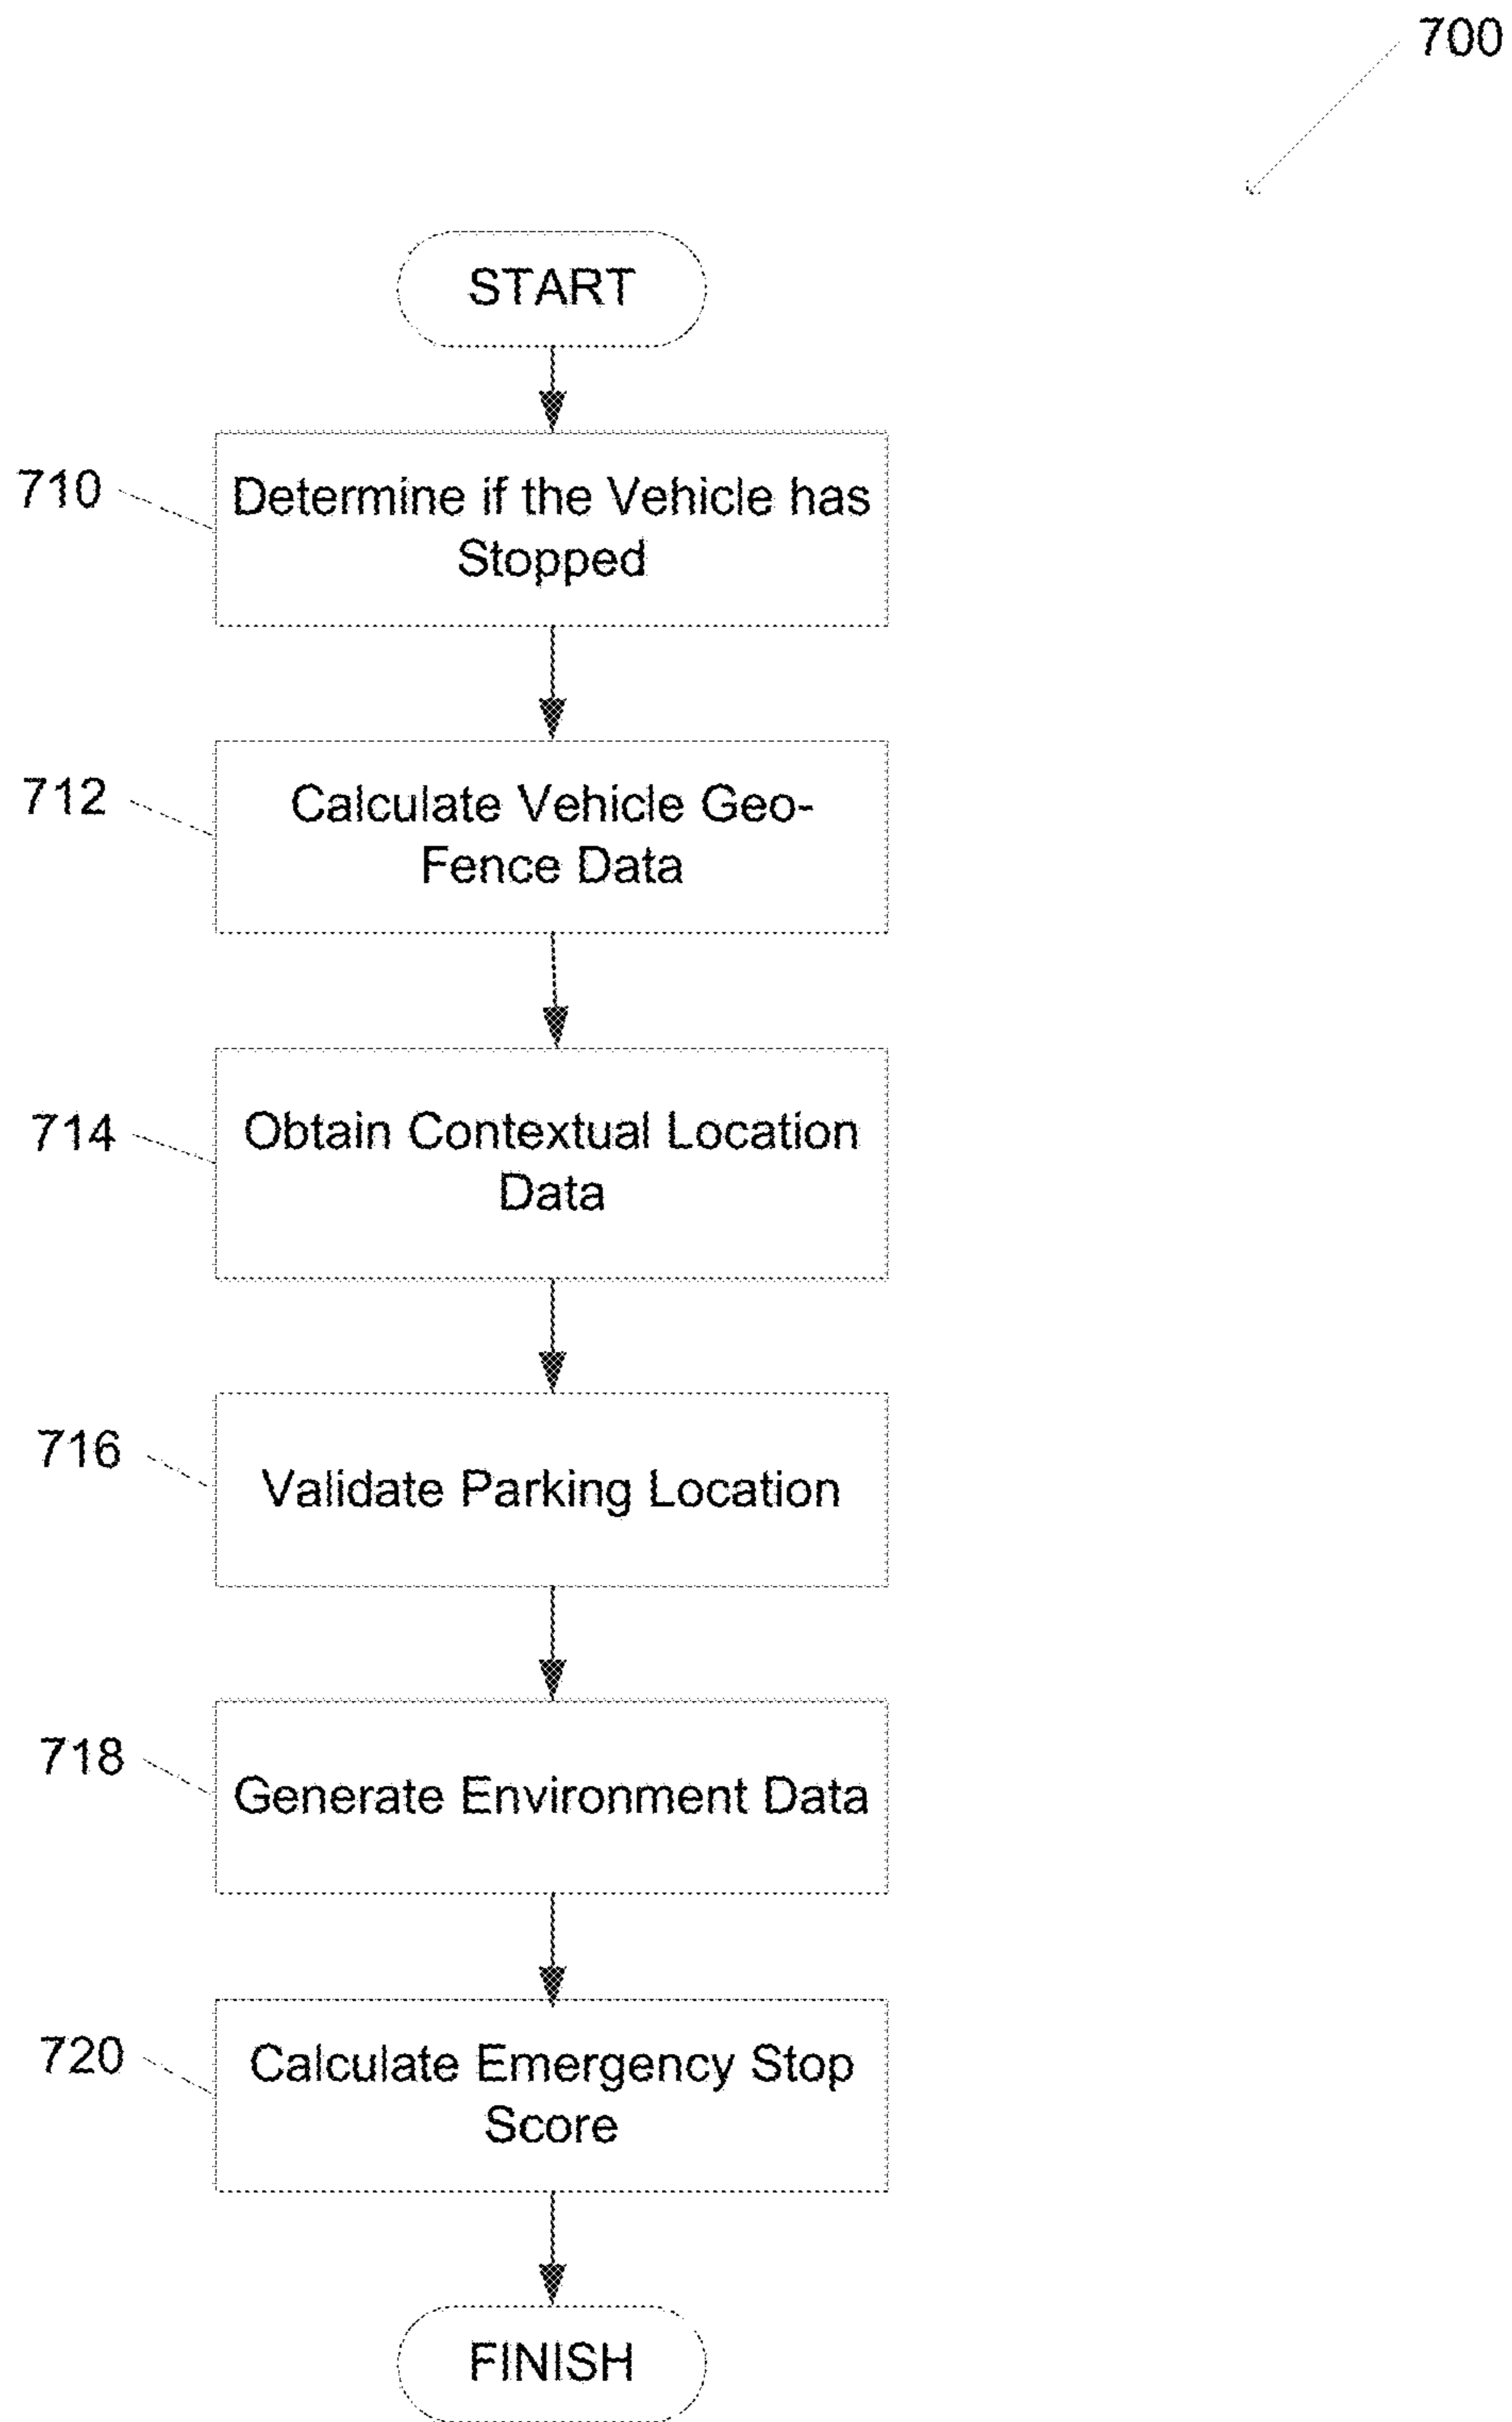 700
START
710
Determine if the Vehicle has
Stopped
712
Calculate Vehicle Geo-
Fence Data
714
Obtain Contextual Location
Data
716
Validate Parking Location
718
Generate Environment Data
720
Calculate Emergency Stop
Score
FINISH